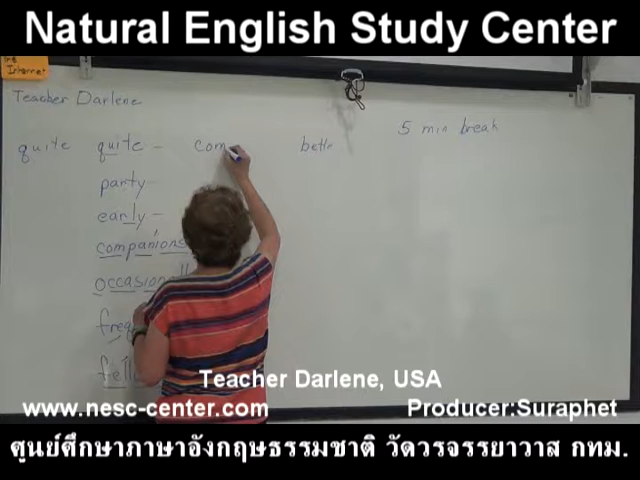 Natural English Study Center
Internet
Teacher Darlene
5 min break
quite quite – com
party
early –
companions
Teacher Darlene, USA
www.nesc-center.com Producer:Suraphet
ศูนย์ศึกษาภาษาอังกฤษธรรมชาติ วัดวรจรรยาวาส กทม.